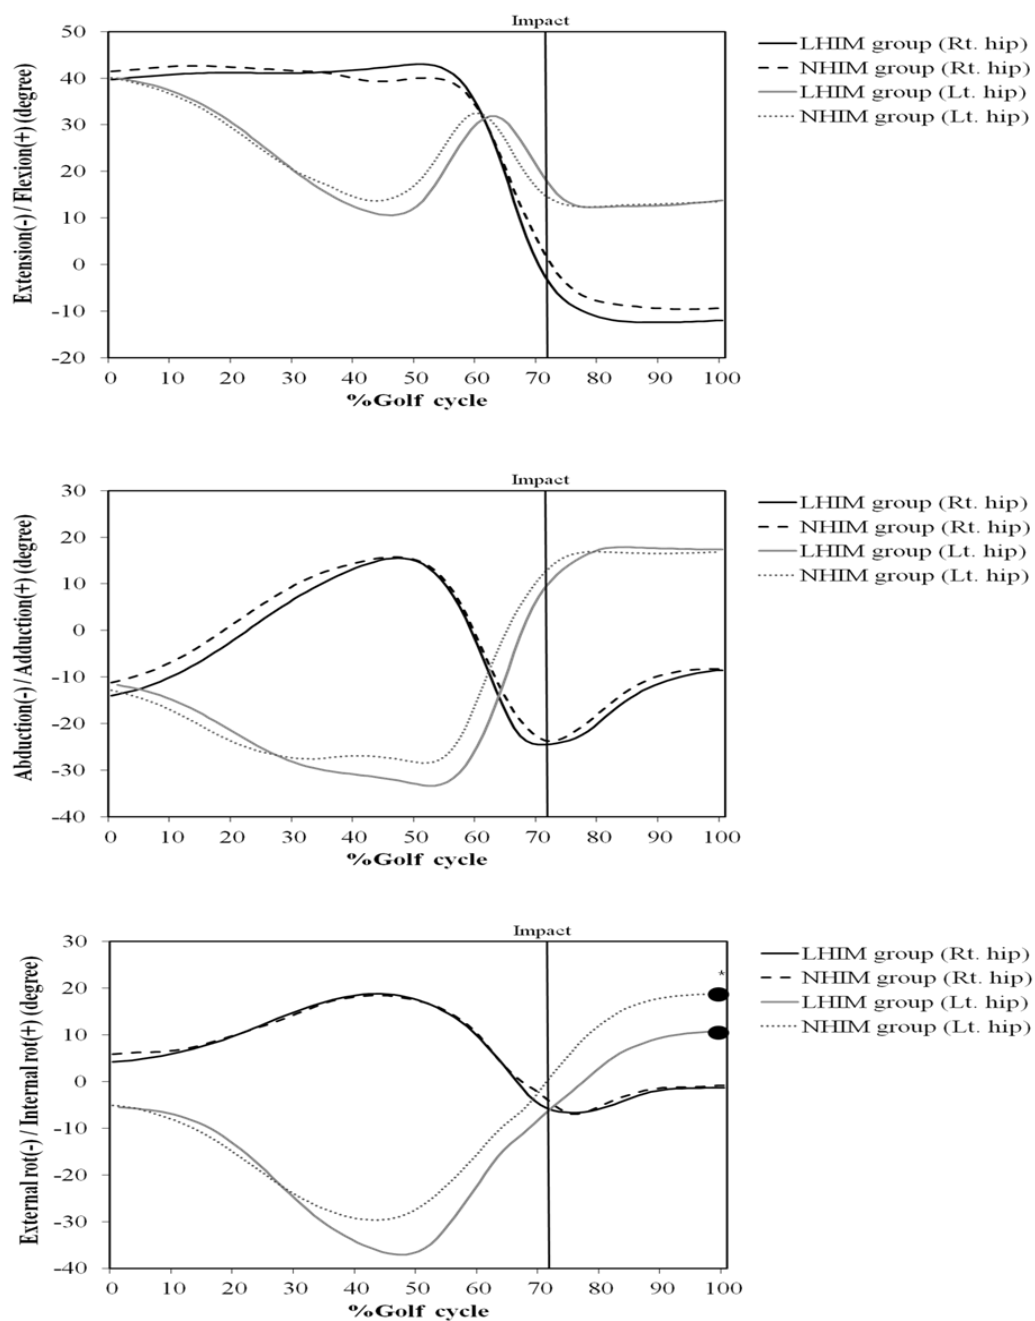 Impact
50
40
30
20
10
0
-10
-20
Extension(-) / Flexion(+) (degree)
0 10 20 30 40 50 60 70 80 90 100
%Golf cycle
LHIM group (Rt. hip)
NHIM group (Rt. hip)
LHIM group (Lt. hip)
NHIM group (Lt. hip)
Impact
30
20
10
0
-10
-20
-30
-40
Abduction(-) / Adduction(+) (degree)
0 10 20 30 40 50 60 70 80 90 100
%Golf cycle
LHIM group (Rt. hip)
NHIM group (Rt. hip)
LHIM group (Lt. hip)
NHIM group (Lt. hip)
Impact
30
20
10
0
-10
-20
-30
-40
External rot(-) / Internal rot(+) (degree)
*
0 10 20 30 40 50 60 70 80 90 100
%Golf cycle
LHIM group (Rt. hip)
NHIM group (Rt. hip)
LHIM group (Lt. hip)
NHIM group (Lt. hip)